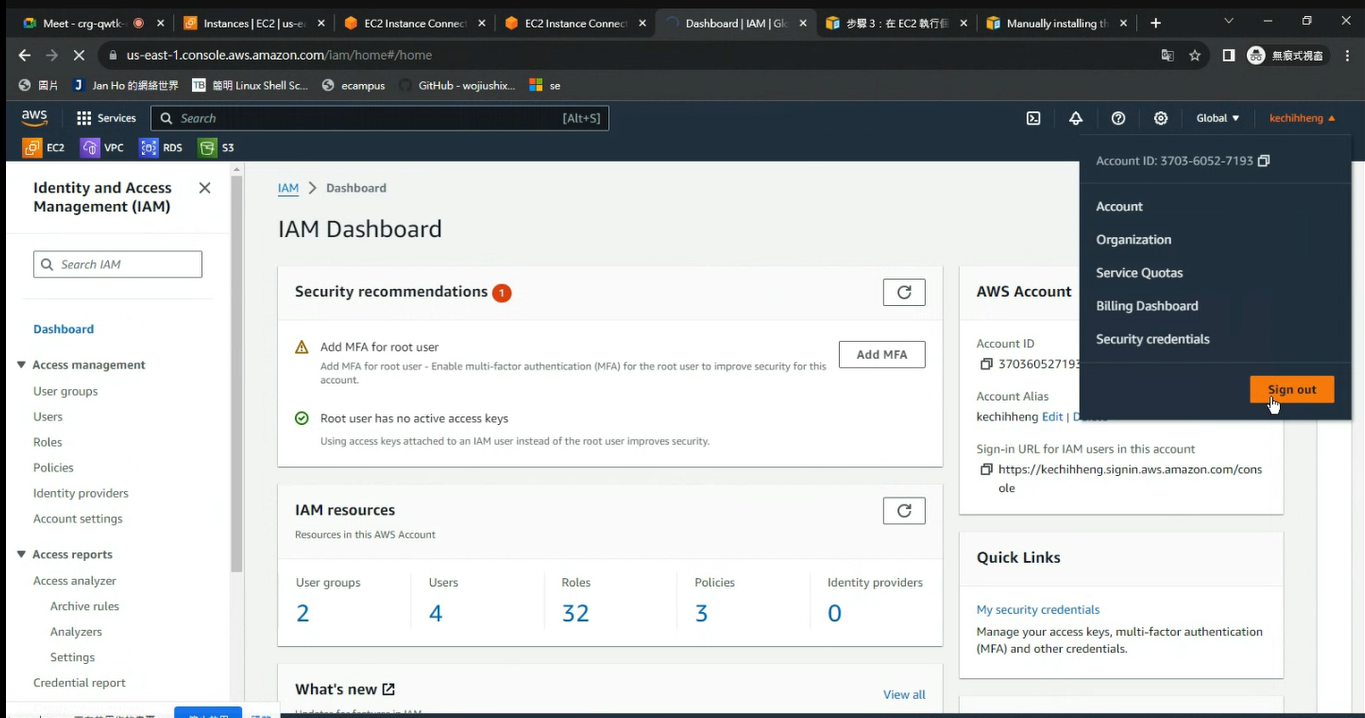 Meet - crg-qwtk-
Instances | EC2 | us-ea
EC2 Instance Connect
EC2 Instance Connect
Dashboard | IAM | Glo
步驟 3：在 EC2 執行個
Manually installing th
us-east-1.console.aws.amazon.com/iam/home#/home
無痕式視窗
圖片
Jan Ho 的網絡世界
簡明 Linux Shell Sc...
ecampus
GitHub - wojiushix...
se
aws
Services
Search
[Alt+S]
Global
kechihheng
EC2
VPC
RDS
S3
Account ID: 3703-6052-7193
Account
Organization
Service Quotas
Billing Dashboard
Security credentials
Sign out
Identity and Access
Management (IAM)
Search IAM
Dashboard
Access management
User groups
Users
Roles
Policies
Identity providers
Account settings
Access reports
Access analyzer
Archive rules
Analyzers
Settings
Credential report
IAM
Dashboard
IAM Dashboard
Security recommendations 1
Add MFA for root user
Add MFA for root user - Enable multi-factor authentication (MFA) for the root user to improve security for this
account.
Add MFA
Root user has no active access keys
Using access keys attached to an IAM user instead of the root user improves security.
IAM resources
Resources in this AWS Account
User groups
2
Users
4
Roles
32
Policies
3
Identity providers
0
What's new
View all
AWS Account
Account ID
370360527193
Account Alias
kechihheng Edit |
Sign-in URL for IAM users in this account
https://kechihheng.signin.aws.amazon.com/cons
ole
Quick Links
My security credentials
Manage your access keys, multi-factor authentication
(MFA) and other credentials.